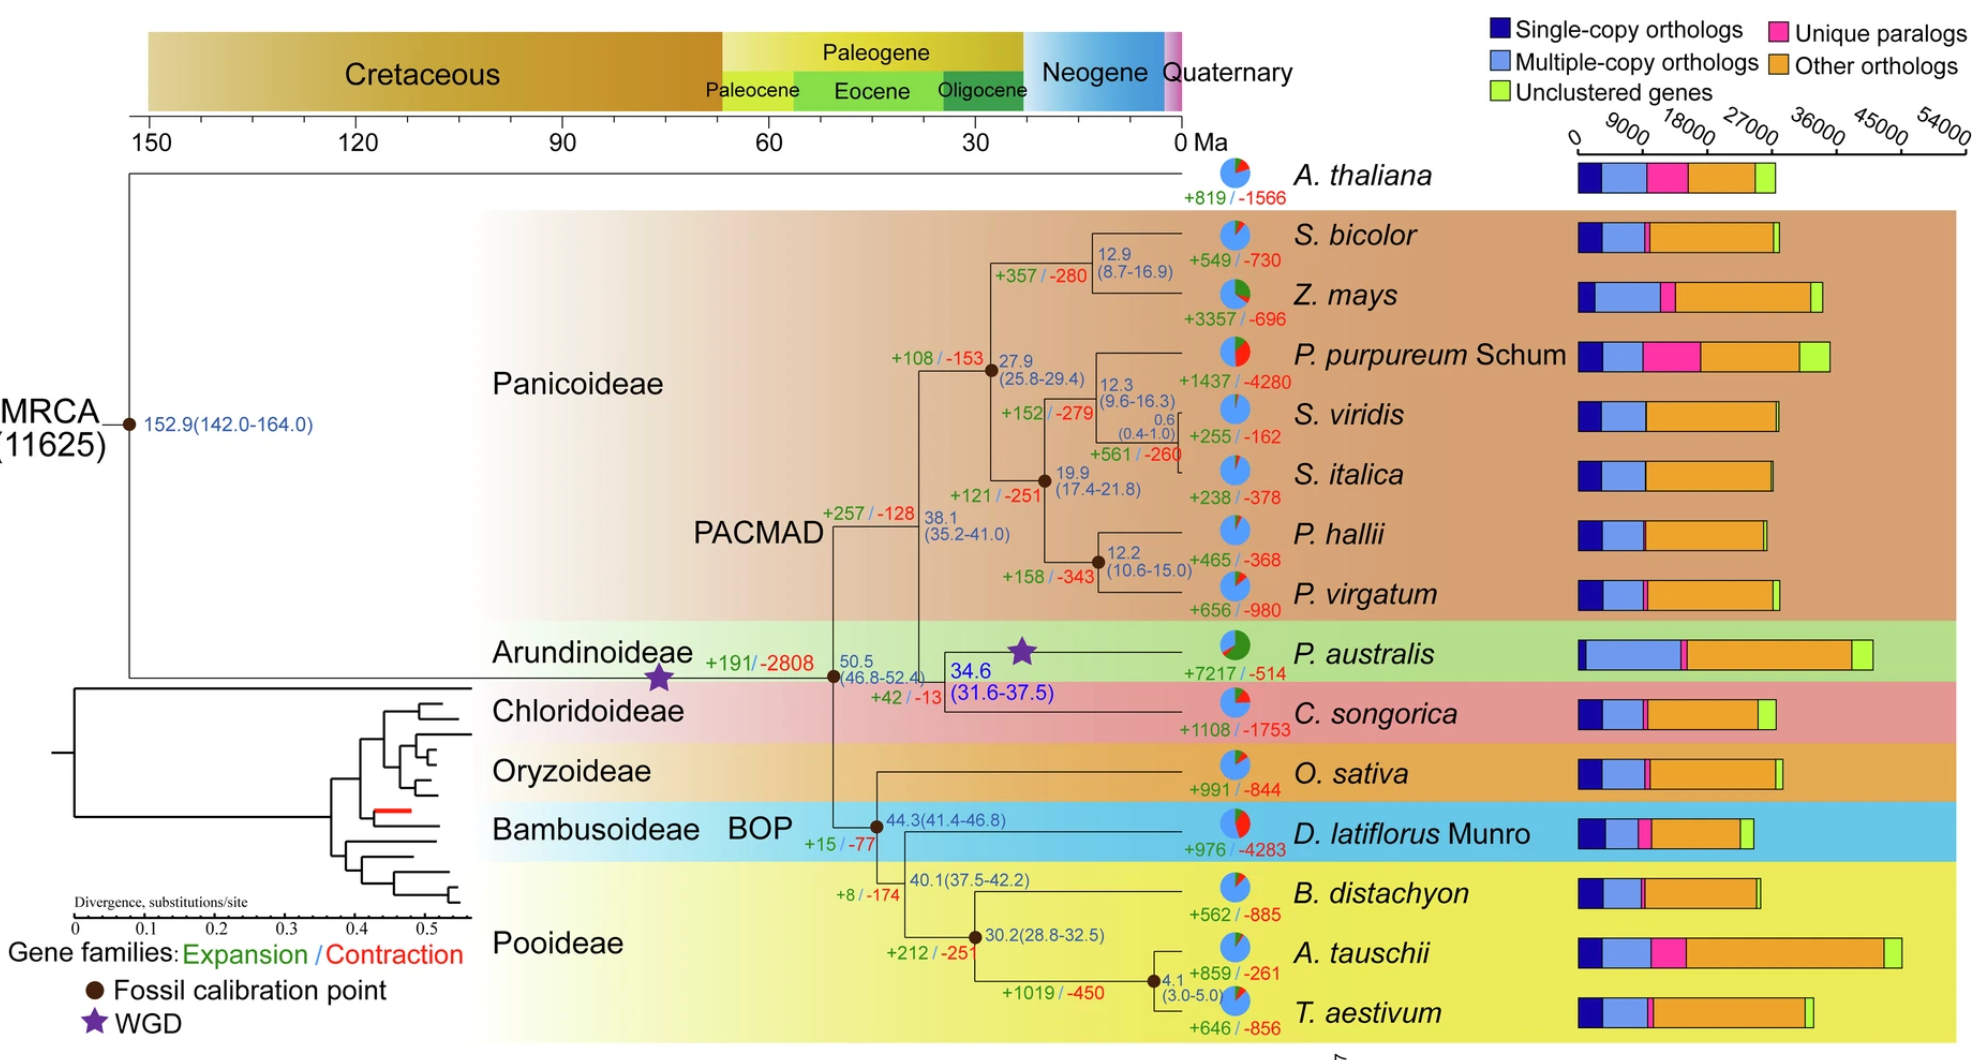 Single-copy orthologs
Unique paralogs
Multiple-copy orthologs
Other orthologs
Unclustered genes
Cretaceous
Paleogene
Paleocene
Eocene
Oligocene
Neogene
Quaternary
150 120 90 60 30 0 Ma
0 9000 18000 27000 36000 45000 54000
A. thaliana
+819 / -1566
S. bicolor
+549 / -730
12.9
(8.7-16.9)
+357 / -280
Z. mays
+3357 / -696
P. purpureum Schum
+1437 / -4280
+108 / -153
27.9
(25.8-29.4)
Panicoideae
12.3
(9.6-16.3)
+152 / -279
0.6
(0.4-1.0)
S. viridis
+255 / -162
+561 / -260
MRCA
(11625)
152.9(142.0-164.0)
S. italica
+238 / -378
19.9
(17.4-21.8)
+121 / -251
PACMAD
+257 / -128
38.1
(35.2-41.0)
P. hallii
+465 / -368
12.2
(10.6-15.0)
+158 / -343
P. virgatum
+656 / -980
Arundinoideae
+191 / -2808
50.5
(46.8-52.4)
34.6
(31.6-37.5)
+42 / -13
P. australis
+7217 / -514
Chloridoideae
C. songorica
+1108 / -1753
Oryzoideae
O. sativa
+991 / -844
Bambusoideae
BOP
44.3(41.4-46.8)
+15 / -77
D. latiflorus Munro
+976 / -4283
40.1(37.5-42.2)
+8 / -174
B. distachyon
+562 / -885
Pooideae
30.2(28.8-32.5)
+212 / -251
A. tauschii
+859 / -261
+1019 / -450
4.1
(3.0-5.0)
T. aestivum
+646 / -856
Divergence, substitutions/site
0 0.1 0.2 0.3 0.4 0.5
Gene families: Expansion / Contraction
Fossil calibration point
WGD